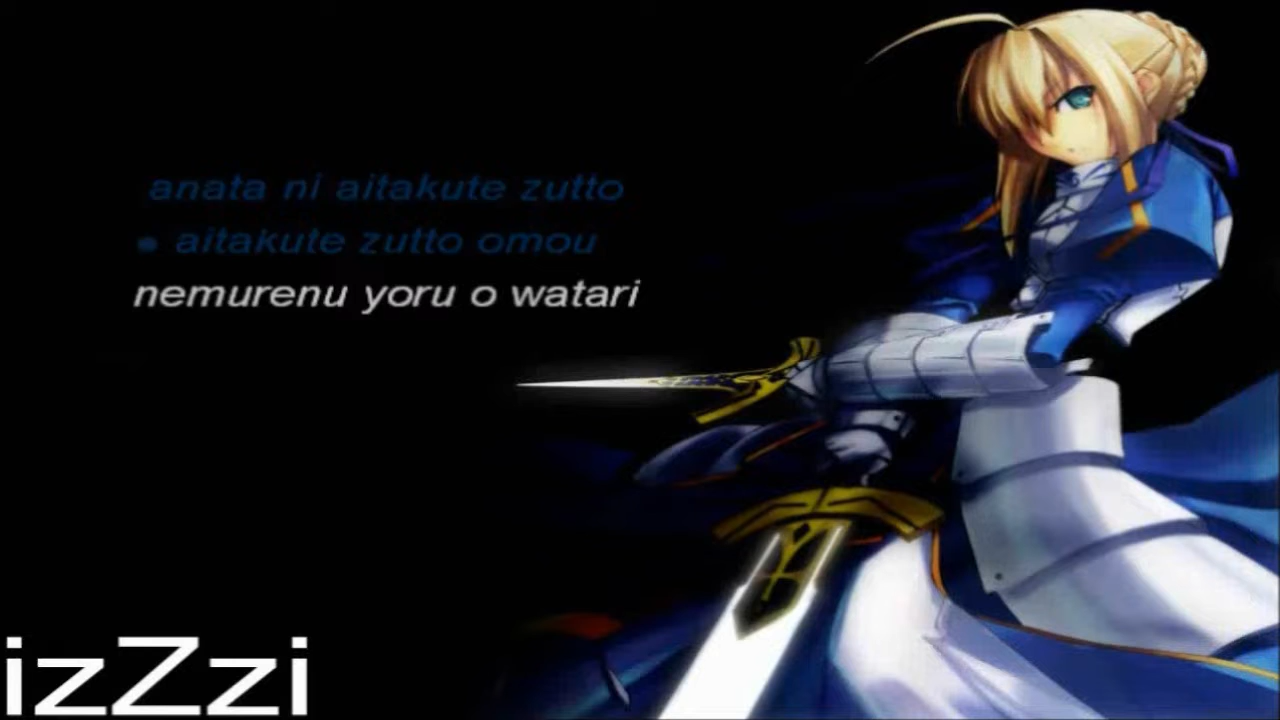 anata ni aitakute zutto
aitakute zutto omou
nemurenu yoru o watari
izZzi